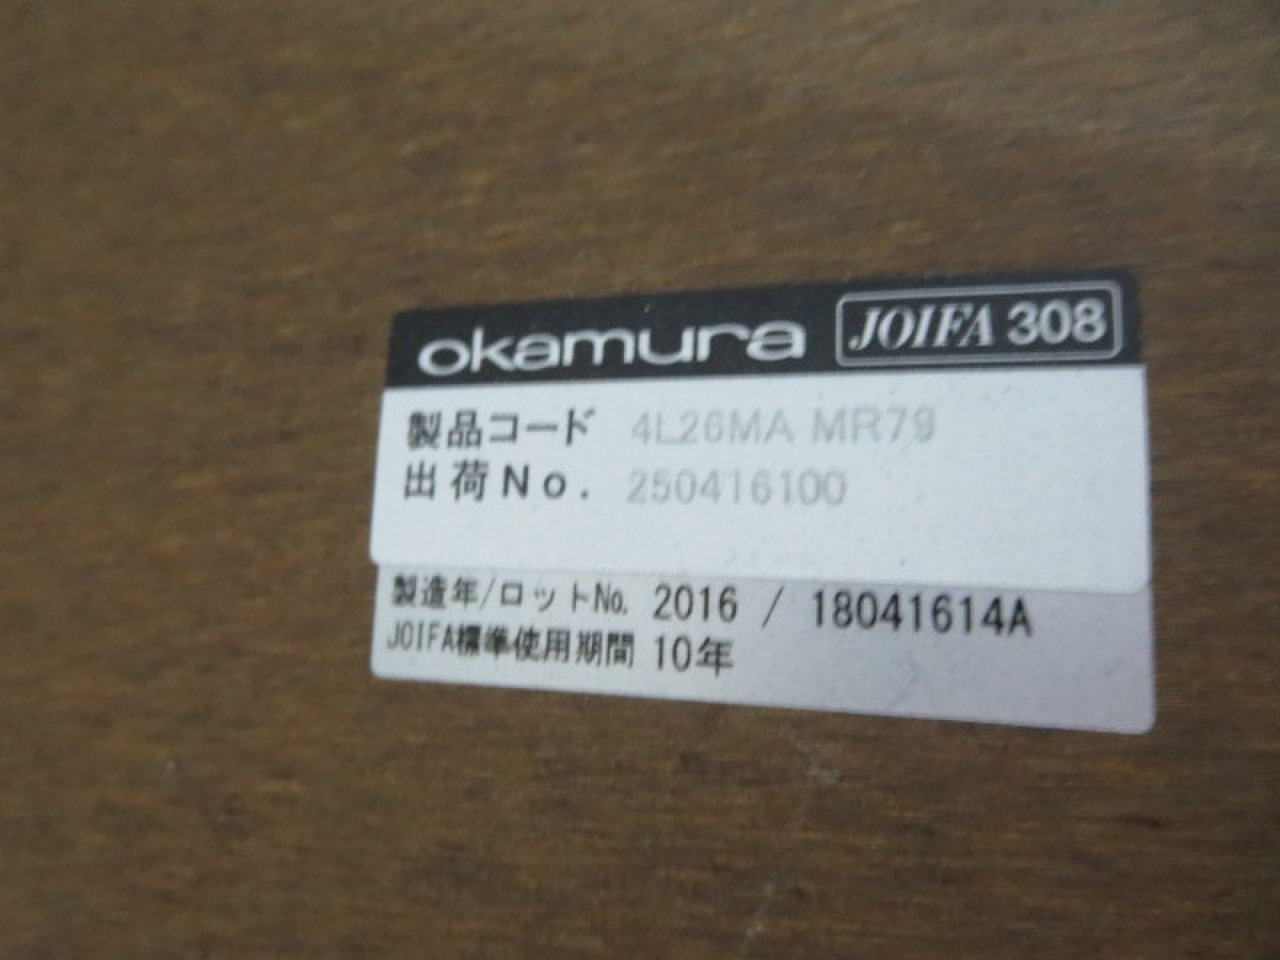 okamura JOIFA 308
製品コード 4L26MA MR79
出荷No. 250416100
製造年/ロットNo. 2016 / 18041614A
JOIFA標準使用期間 10年